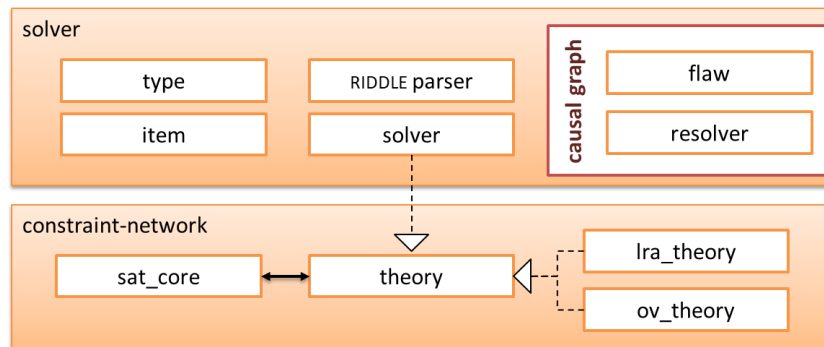 solver
type
RIDDLE parser
item
solver
causal graph
flaw
resolver
constraint-network
sat_core
theory
lra_theory
ov_theory